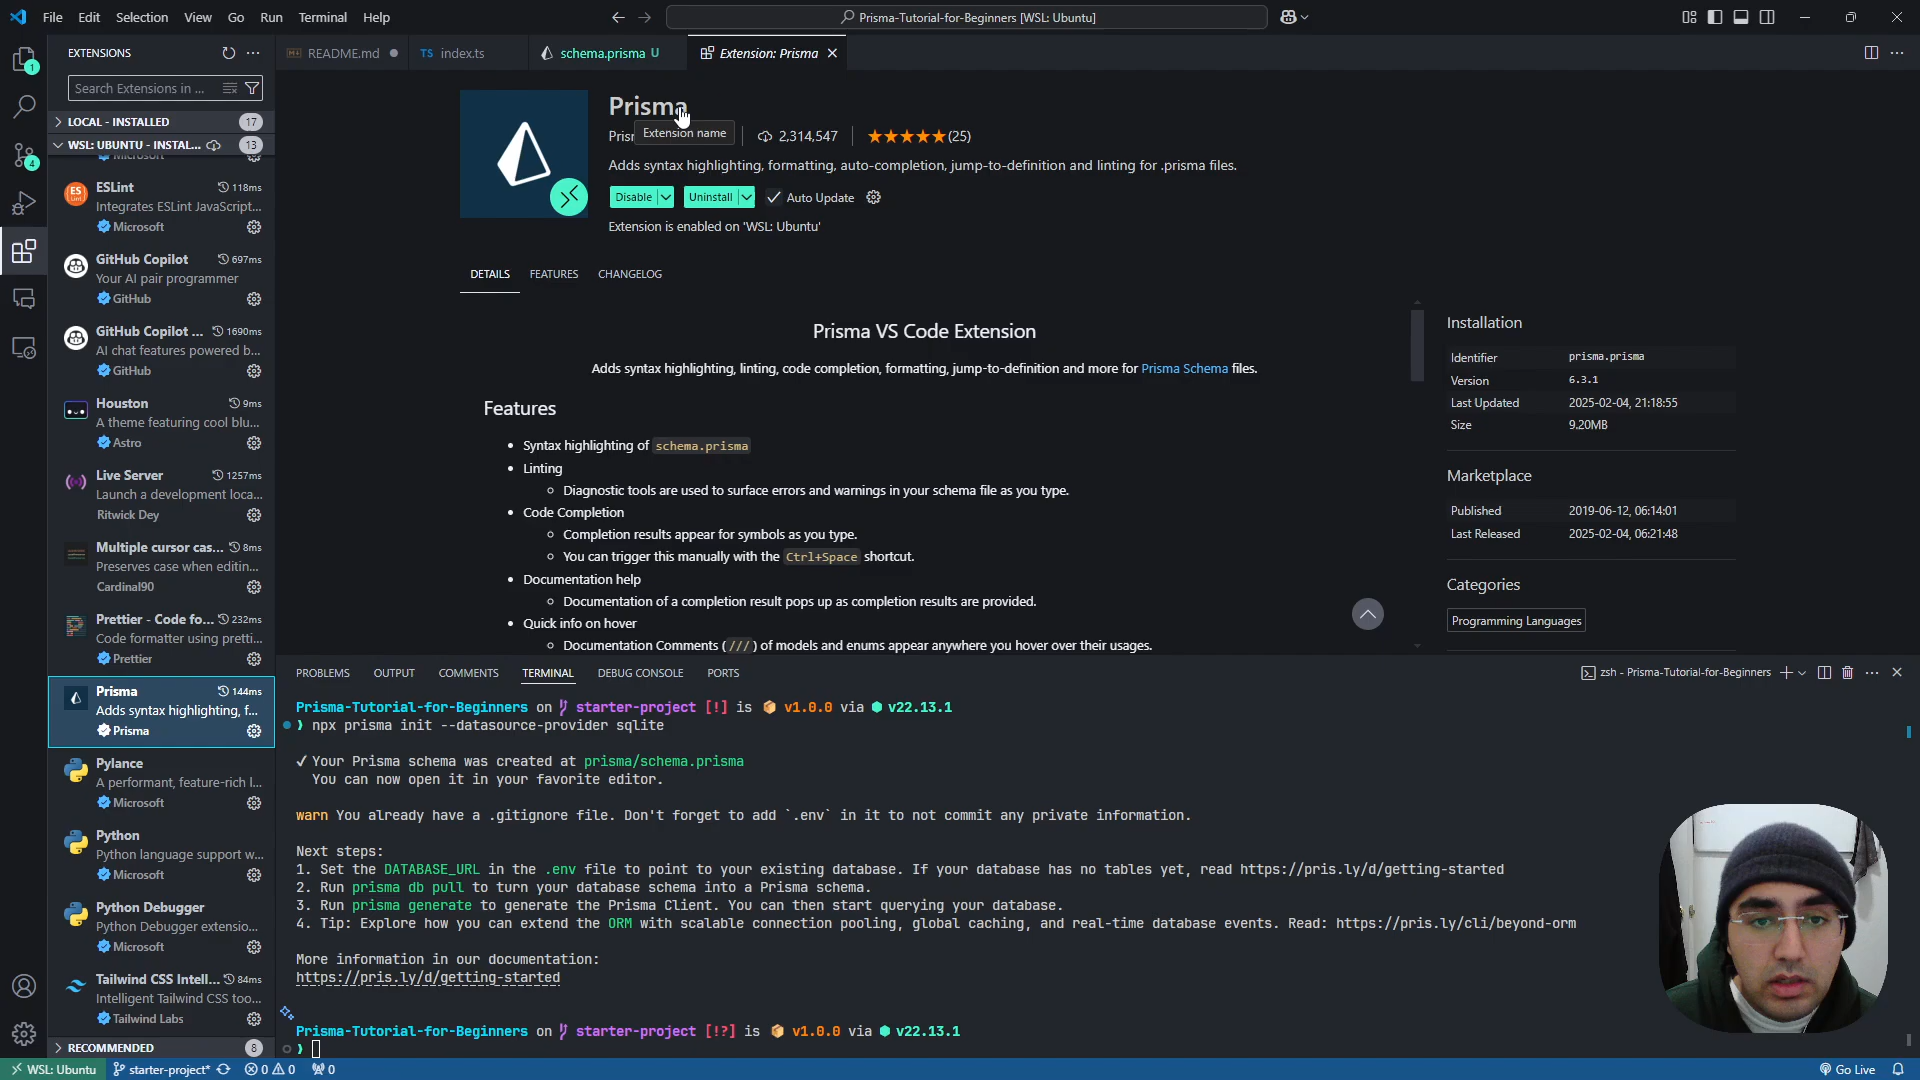 File Edit Selection View Go Run Terminal Help
Prisma-Tutorial-for-Beginners [WSL: Ubuntu]
EXTENSIONS
README.md
TS index.ts
schema.prisma U
Extension: Prisma
Search Extensions in ...
LOCAL - INSTALLED 17
WSL: UBUNTU - INSTAL... 13
1
4
Microsoft
ESLint 118ms
Integrates ESLint JavaScript...
Microsoft
GitHub Copilot 697ms
Your AI pair programmer
GitHub
GitHub Copilot ... 1690ms
AI chat features powered b...
GitHub
Houston 9ms
A theme featuring cool blu...
Astro
Live Server 1257ms
Launch a development loca...
Ritwick Dey
Multiple cursor cas... 8ms
Preserves case when editin...
Cardinal90
Prettier - Code fo... 232ms
Code formatter using pretti...
Prettier
Prisma 144ms
Adds syntax highlighting, f...
Prisma
Pylance
A performant, feature-rich l...
Microsoft
Python
Python language support w...
Microsoft
Python Debugger
Python Debugger extensio...
Microsoft
Tailwind CSS Intell... 84ms
Intelligent Tailwind CSS too...
Tailwind Labs
RECOMMENDED 8
Prisma
Extension name
2,314,547
(25)
Adds syntax highlighting, formatting, auto-completion, jump-to-definition and linting for .prisma files.
Disable Uninstall Auto Update
Extension is enabled on 'WSL: Ubuntu'
DETAILS FEATURES CHANGELOG
Prisma VS Code Extension
Adds syntax highlighting, linting, code completion, formatting, jump-to-definition and more for Prisma Schema files.
Features
• Syntax highlighting of schema.prisma
• Linting
Diagnostic tools are used to surface errors and warnings in your schema file as you type.
• Code Completion
Completion results appear for symbols as you type.
You can trigger this manually with the Ctrl+Space shortcut.
• Documentation help
Documentation of a completion result pops up as completion results are provided.
• Quick info on hover
Documentation Comments (///) of models and enums appear anywhere you hover over their usages.
Installation
Identifier prisma.prisma
Version 6.3.1
Last Updated 2025-02-04, 21:18:55
Size 9.20MB
Marketplace
Published 2019-06-12, 06:14:01
Last Released 2025-02-04, 06:21:48
Categories
Programming Languages
PROBLEMS OUTPUT COMMENTS TERMINAL DEBUG CONSOLE PORTS
zsh - Prisma-Tutorial-for-Beginners
Prisma-Tutorial-for-Beginners on starter-project [!] is v1.0.0 via v22.13.1
❯ npx prisma init --datasource-provider sqlite
✓ Your Prisma schema was created at prisma/schema.prisma
You can now open it in your favorite editor.
warn You already have a .gitignore file. Don't forget to add `.env` in it to not commit any private information.
Next steps:
1. Set the DATABASE_URL in the .env file to point to your existing database. If your database has no tables yet, read https://pris.ly/d/getting-started
2. Run prisma db pull to turn your database schema into a Prisma schema.
3. Run prisma generate to generate the Prisma Client. You can then start querying your database.
4. Tip: Explore how you can extend the ORM with scalable connection pooling, global caching, and real-time database events. Read: https://pris.ly/cli/beyond-orm
More information in our documentation:
https://pris.ly/d/getting-started
Prisma-Tutorial-for-Beginners on starter-project [!?] is v1.0.0 via v22.13.1
❯
WSL: Ubuntu starter-project* 0 0 0 Go Live